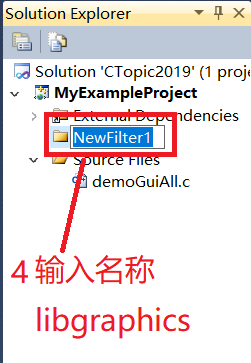 Solution Explorer
Solution 'CTopic2019' (1 proje
MyExampleProject
External Dependencies
NewFilter1
Source Files
demoGuiAll.c
4 输入名称
libgraphics